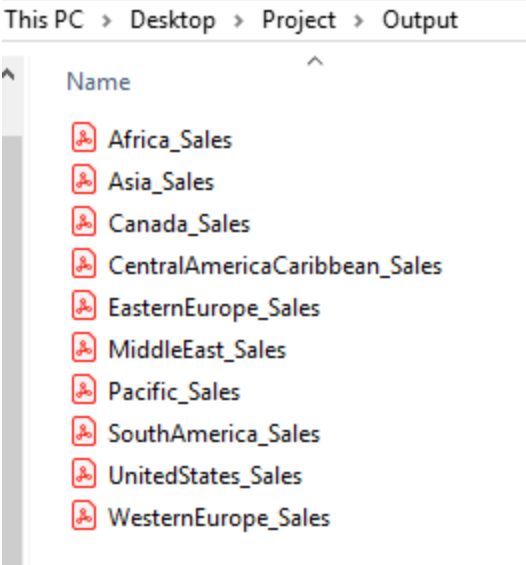 This PC > Desktop > Project > Output
Name
Africa_Sales
Asia_Sales
Canada_Sales
CentralAmericaCaribbean_Sales
EasternEurope_Sales
MiddleEast_Sales
Pacific_Sales
SouthAmerica_Sales
UnitedStates_Sales
WesternEurope_Sales